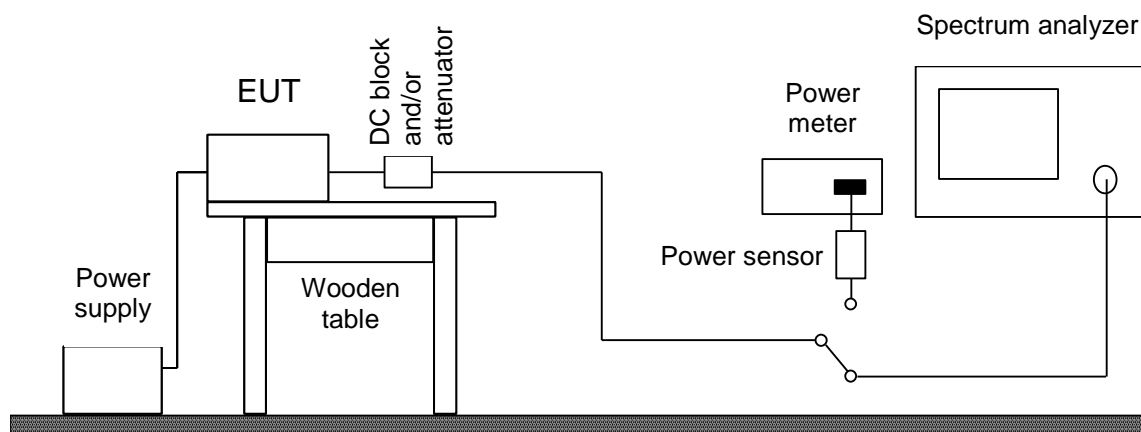 Spectrum analyzer
EUT
DC block
and/or
attenuator
Power
meter
Power sensor
Power
supply
Wooden
table